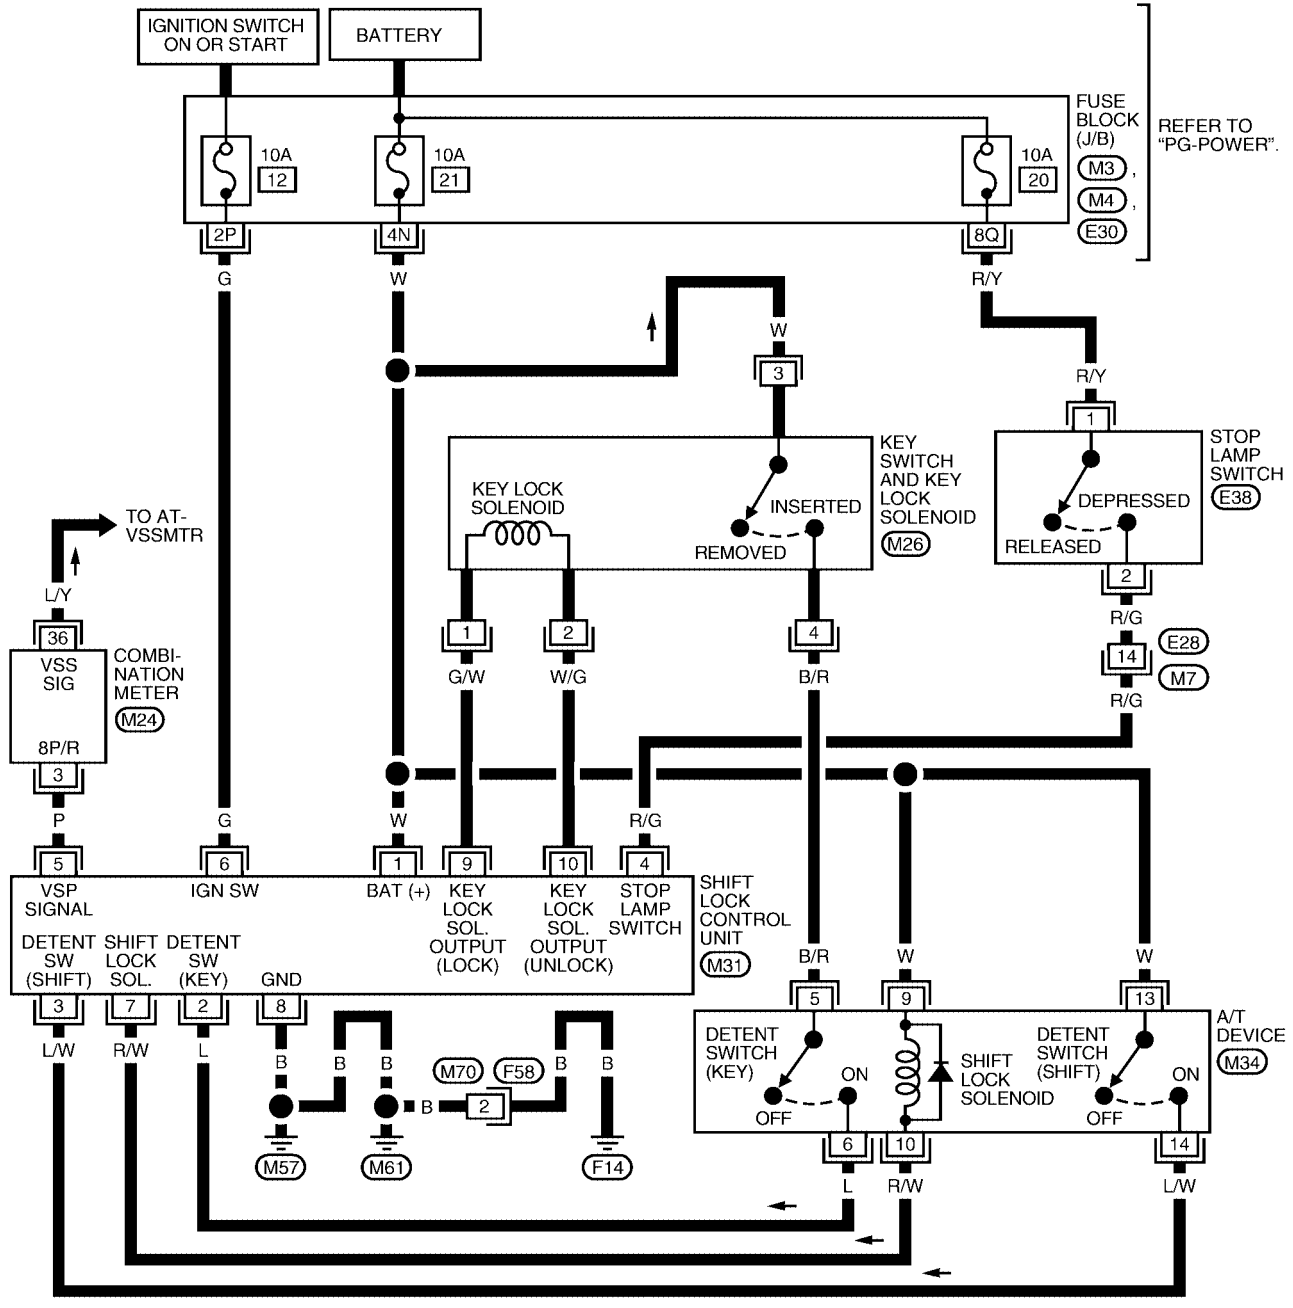 IGNITION SWITCH
ON OR START
BATTERY
FUSE
BLOCK
(J/B)
M3 ,
M4 ,
E30
REFER TO
“PG-POWER”.
10A
12
10A
21
10A
20
2P
4N
8Q
G
W
R/Y
W
3
R/Y
1
KEY
SWITCH
AND KEY
LOCK
SOLENOID
M26
KEY LOCK
SOLENOID
INSERTED
REMOVED
STOP
LAMP
SWITCH
E38
DEPRESSED
RELEASED
2
R/G
14
E28
M7
R/G
TO AT-
VSSMTR
L/Y
36
VSS
SIG
COMBI-
NATION
METER
M24
8P/R
3
P
1
2
4
G/W
W/G
B/R
G
W
R/G
5
6
1
9
10
4
VSP
SIGNAL
IGN SW
BAT (+)
KEY
LOCK
SOL.
OUTPUT
(LOCK)
KEY
LOCK
SOL.
OUTPUT
(UNLOCK)
STOP
LAMP
SWITCH
SHIFT
LOCK
CONTROL
UNIT
M31
DETENT
SW
(SHIFT)
SHIFT
LOCK
SOL.
DETENT
SW
(KEY)
GND
3
7
2
8
L/W
R/W
L
B
B
B
B
B
B
M70
F58
2
M57
M61
F14
B/R
W
W
5
9
13
A/T
DEVICE
M34
DETENT
SWITCH
(KEY)
ON
OFF
SHIFT
LOCK
SOLENOID
DETENT
SWITCH
(SHIFT)
ON
OFF
6
10
14
L
R/W
L/W